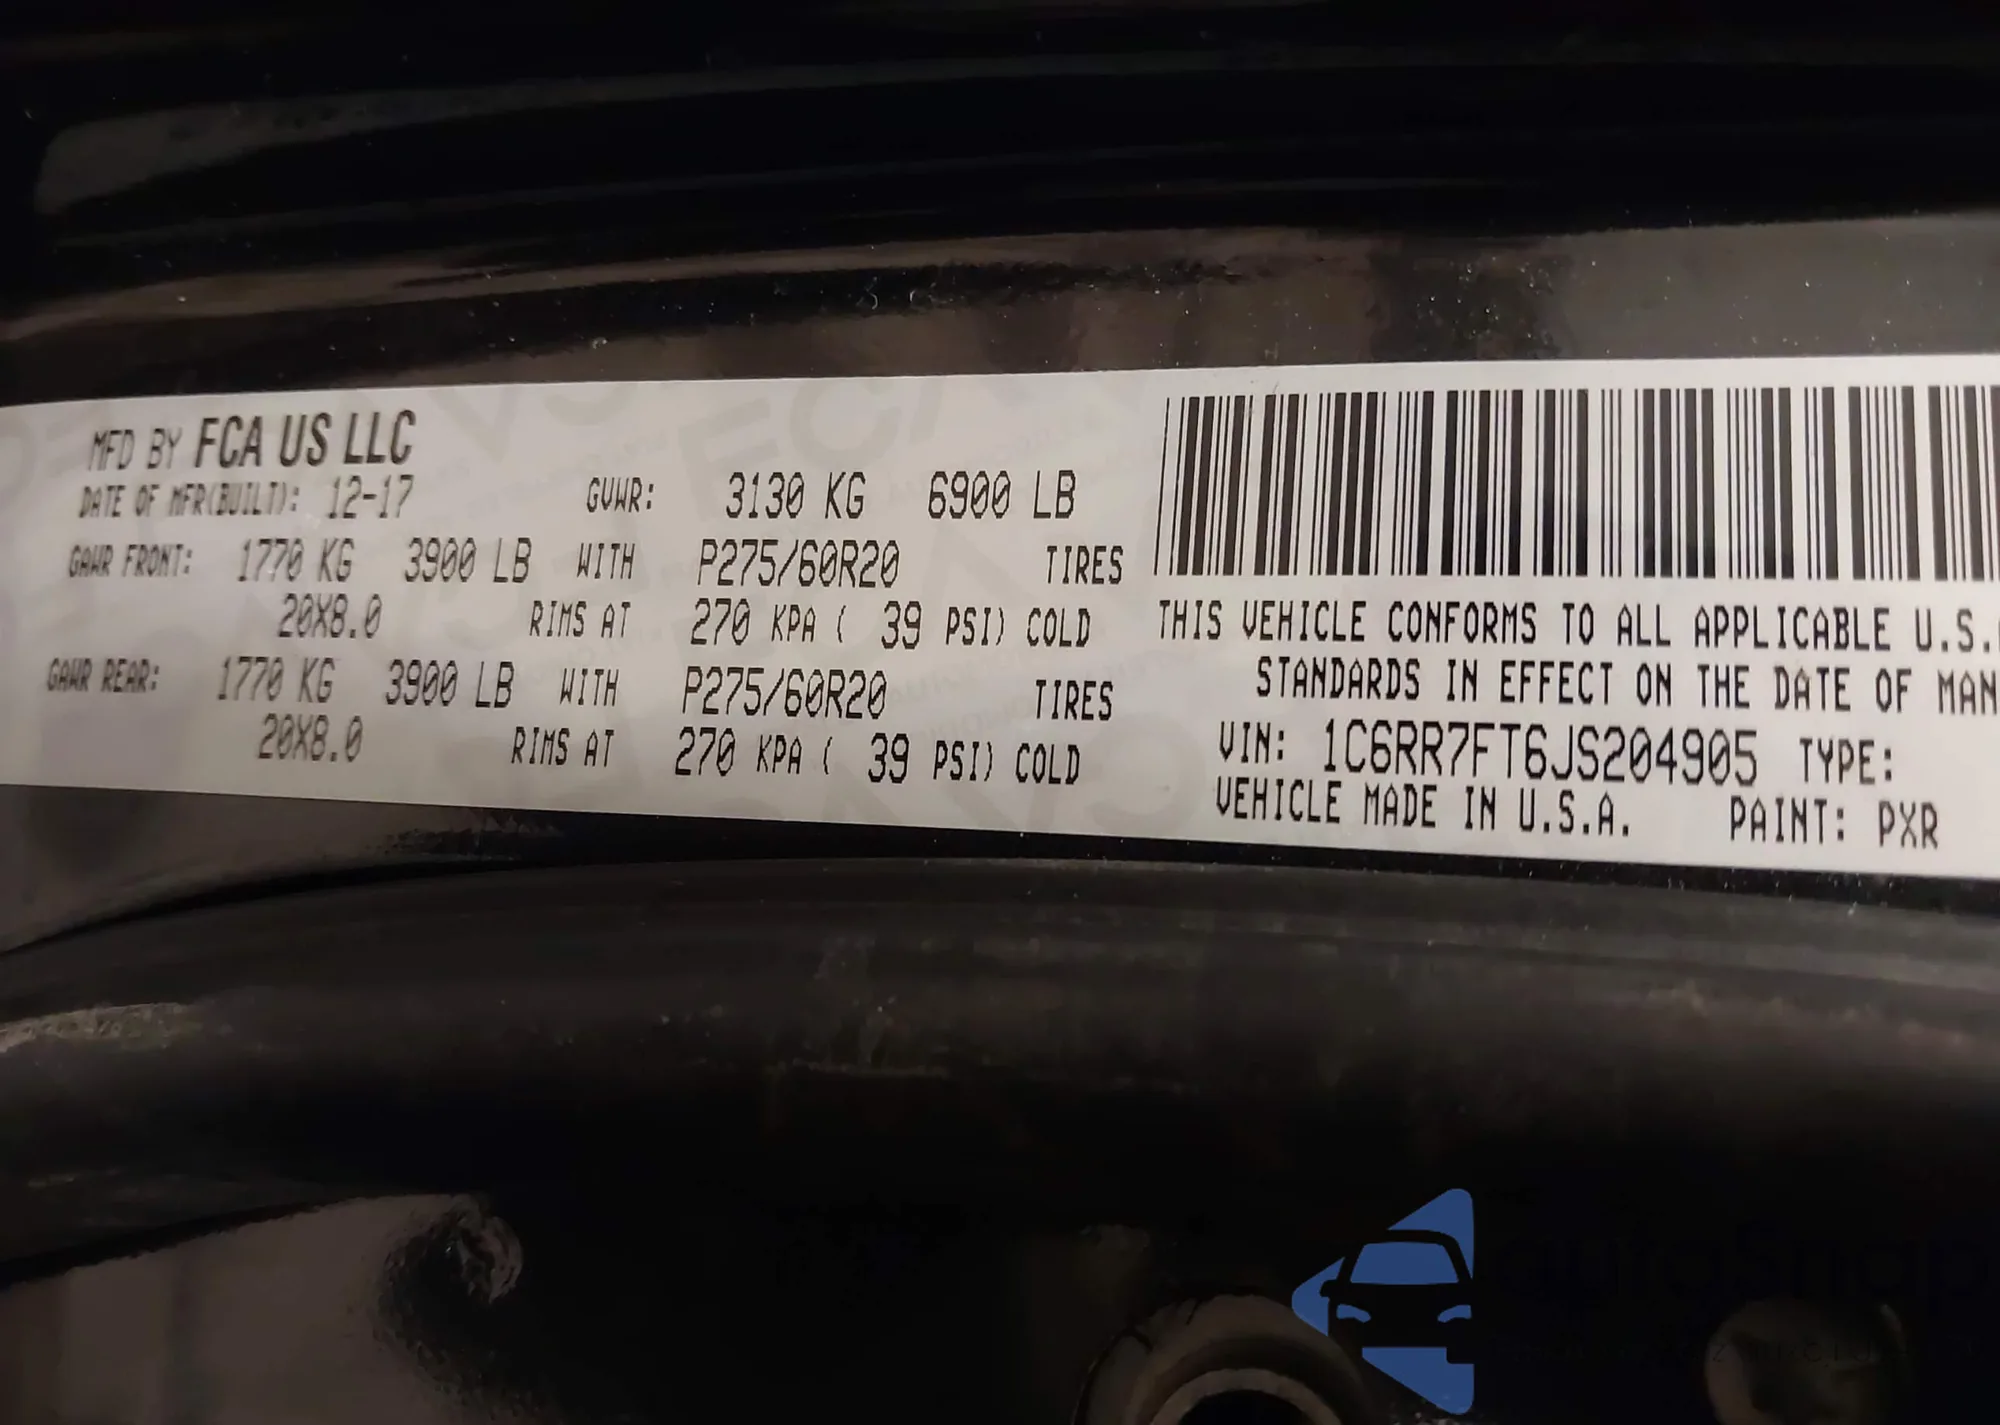 MFD BY FCA US LLC
DATE OF MFR(BUILT): 12-17 GVWR: 3130 KG 6900 LB
GAWR FRONT: 1770 KG 3900 LB WITH P275/60R20 TIRES
20X8.0 RIMS AT 270 KPA ( 39 PSI) COLD
GAWR REAR: 1770 KG 3900 LB WITH P275/60R20 TIRES
20X8.0 RIMS AT 270 KPA ( 39 PSI) COLD
THIS VEHICLE CONFORMS TO ALL APPLICABLE U.S.
STANDARDS IN EFFECT ON THE DATE OF MAN
VIN: 1C6RR7FT6JS204905 TYPE:
VEHICLE MADE IN U.S.A. PAINT: PXR